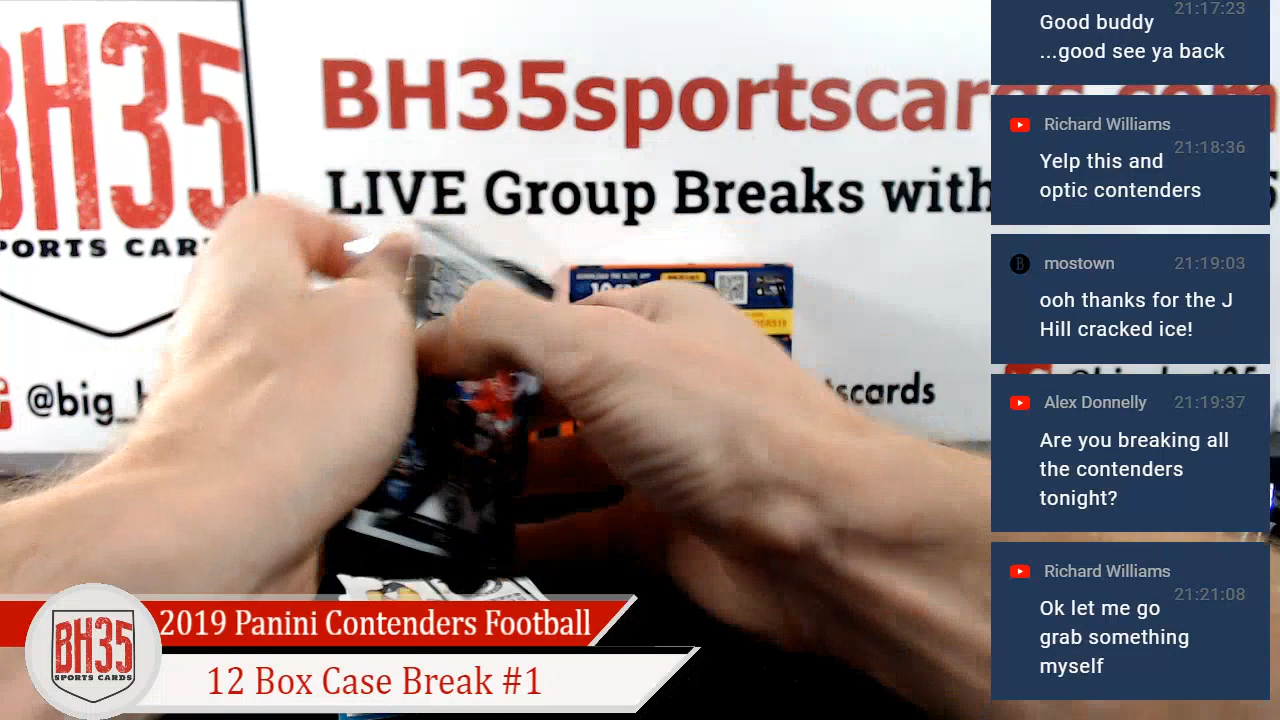 BH35
SPORTS CAR
BH35sportscar
LIVE Group Breaks with
@big_
scards
2019 Panini Contenders Football
12 Box Case Break #1
BH35
SPORTS CARDS
21:17:23
Good buddy
...good see ya back
Richard Williams
21:18:36
Yelp this and
optic contenders
mostown
21:19:03
ooh thanks for the J
Hill cracked ice!
Alex Donnelly
21:19:37
Are you breaking all
the contenders
tonight?
Richard Williams
21:21:08
Ok let me go
grab something
myself